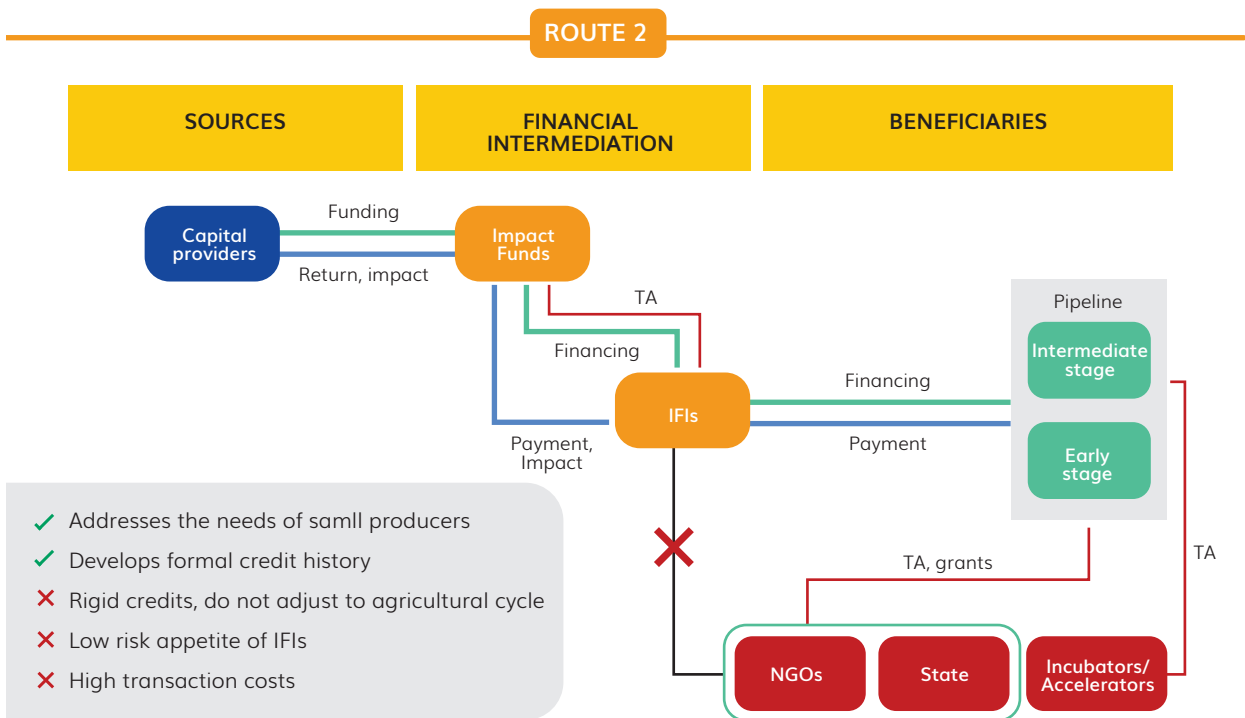 ROUTE 2
SOURCES
FINANCIAL
INTERMEDIATION
BENEFICIARIES
Capital
providers
Funding
Return, impact
Impact
Funds
TA
Financing
Payment,
Impact
IFIs
Financing
Payment
Pipeline
Intermediate
stage
Early
stage
TA, grants
TA
NGOs
State
Incubators/
Accelerators
Addresses the needs of samll producers
Develops formal credit history
Rigid credits, do not adjust to agricultural cycle
Low risk appetite of IFIs
High transaction costs